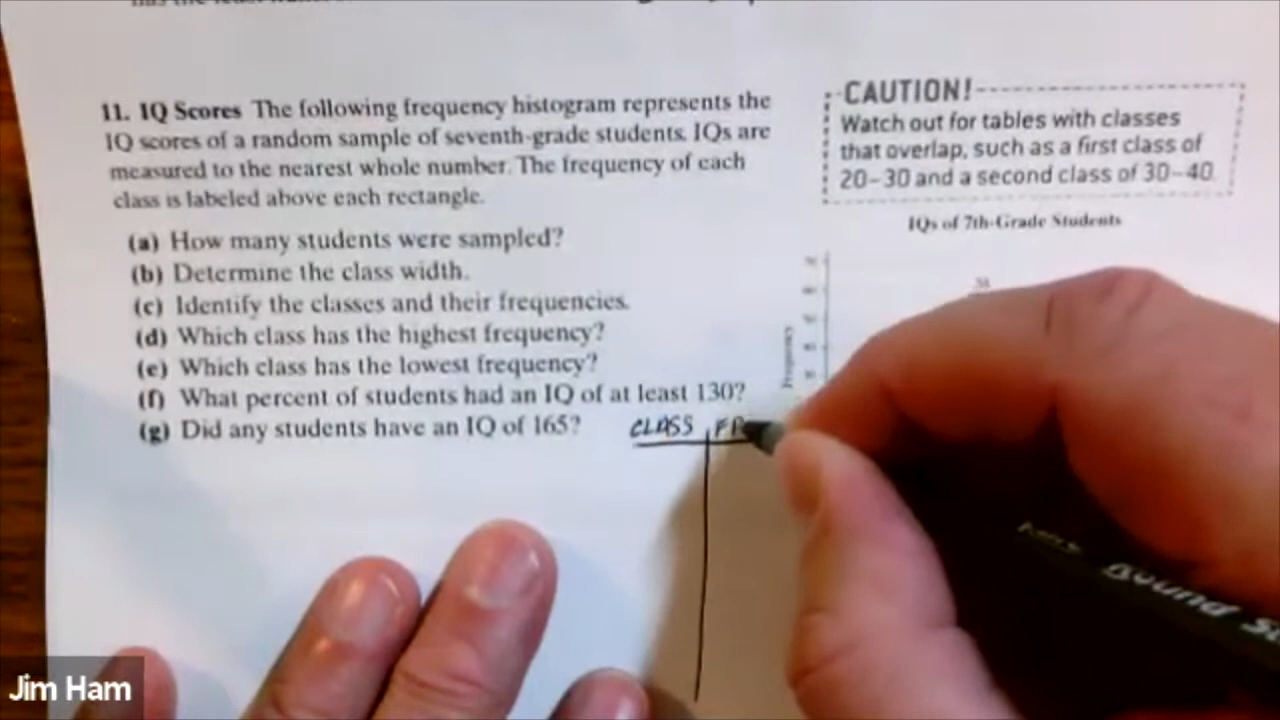 11. IQ Scores The following frequency histogram represents the
IQ scores of a random sample of seventh-grade students. IQs are
measured to the nearest whole number. The frequency of each
class is labeled above each rectangle.
(a) How many students were sampled?
(b) Determine the class width.
(c) Identify the classes and their frequencies.
(d) Which class has the highest frequency?
(e) Which class has the lowest frequency?
(f) What percent of students had an IQ of at least 130?
(g) Did any students have an IQ of 165?
CLASS FR
CAUTION!
Watch out for tables with classes
that overlap, such as a first class of
20–30 and a second class of 30–40.
IQs of 7th-Grade Students
Frequency
Round S
Jim Ham